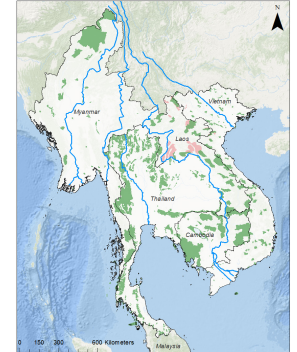 N
Vietnam
Myanmar
Laos
Thailand
Cambodia
0 150 300 600 Kilometers
Malaysia